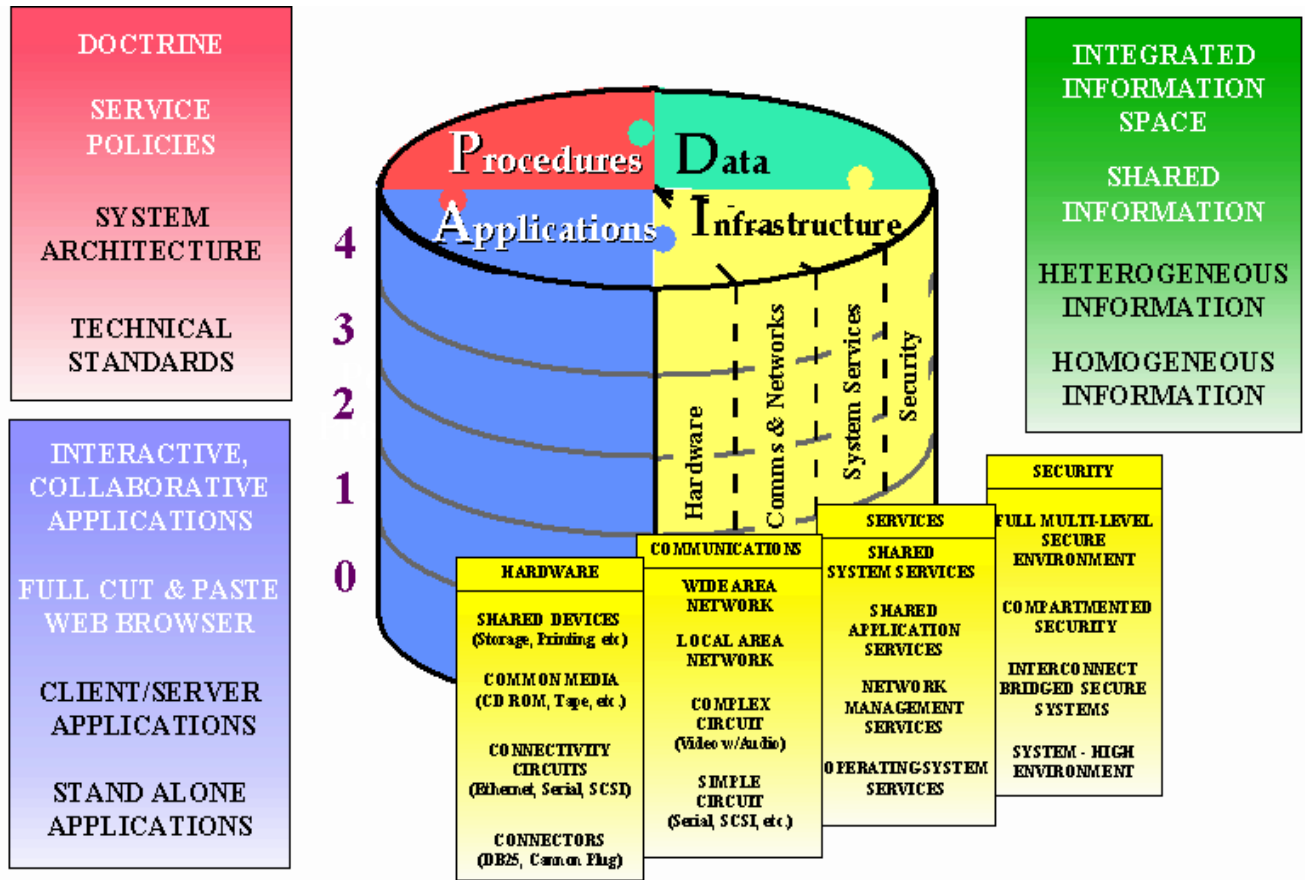 DOCTRINE
SERVICE
POLICIES
SYSTEM
ARCHITECTURE
TECHNICAL
STANDARDS
INTERACTIVE,
COLLABORATIVE
APPLICATIONS
FULL CUT & PASTE
WEB BROWSER
CLIENT/SERVER
APPLICATIONS
STAND ALONE
APPLICATIONS
Procedures
Data
Applications
Infrastructure
4
3
2
1
0
Hardware
Comms & Networks
System Services
Security
INTEGRATED
INFORMATION
SPACE
SHARED
INFORMATION
HETEROGENEOUS
INFORMATION
HOMOGENEOUS
INFORMATION
HARDWARE
SHARED DEVICES
(Storage, Printing, etc)
COMMON MEDIA
(CD ROM, Tape, etc.)
CONNECTIVITY
CIRCUITS
(Ethernet, Serial, SCSI)
CONNECTORS
(DB25, Cannon Plug)
COMMUNICATIONS
WIDE AREA
NETWORK
LOCAL AREA
NETWORK
COMPLEX
CIRCUIT
(Video w/Audio)
SIMPLE
CIRCUIT
(Serial, SCSI, etc.)
SERVICES
SHARED
SYSTEM SERVICES
SHARED
APPLICATION
SERVICES
NETWORK
MANAGEMENT
SERVICES
OPERATING SYSTEM
SERVICES
SECURITY
FULL MULTI-LEVEL
SECURE
ENVIRONMENT
COMPARTMENTED
SECURITY
INTERCONNECT
BRIDGED SECURE
SYSTEMS
SYSTEM - HIGH
ENVIRONMENT